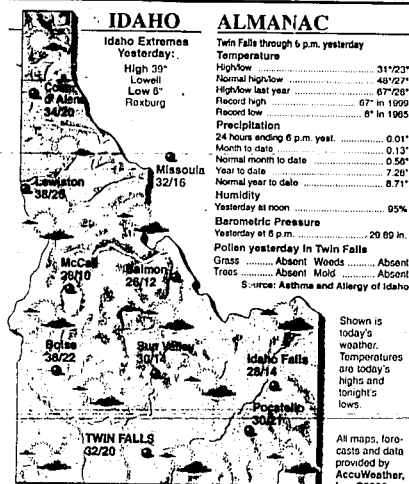 IDAHO
Idaho Extremes
Yesterday:
High 39°
Lowell
Low 6°
Roxburg
Coeur
d'Alene
34/20
Missoula
32/16
Lewiston
38/26
McCall
26/10
Salmon
26/12
Boise
38/22
Sun Valley
30/14
Idaho Falls
28/14
Pocatello
30/21
TWIN FALLS
32/20
ALMANAC
Twin Falls through 6 p.m. yesterday
Temperature
High/low ........ 31°/23°
Normal high/low ........ 48°/27°
High/low last year ........ 67°/28°
Record high ........ 67° in 1999
Record low ........ 8° in 1985
Precipitation
24 hours ending 6 p.m. yest. ........ 0.01"
Month to date ........ 0.13"
Normal month to date ........ 0.56"
Year to date ........ 7.28"
Normal year to date ........ 8.71"
Humidity
Yesterday at noon ........ 95%
Barometric Pressure
Yesterday at 6 p.m. ........ 29.89 in.
Pollen yesterday in Twin Falls
Grass ........ Absent Weeds ........ Absent
Trees ........ Absent Mold ........ Absent
Source: Asthma and Allergy of Idaho
Shown is
today's
weather.
Temperatures
are today's
highs and
tonight's
lows.
All maps, fore-
casts and data
provided by
AccuWeather,